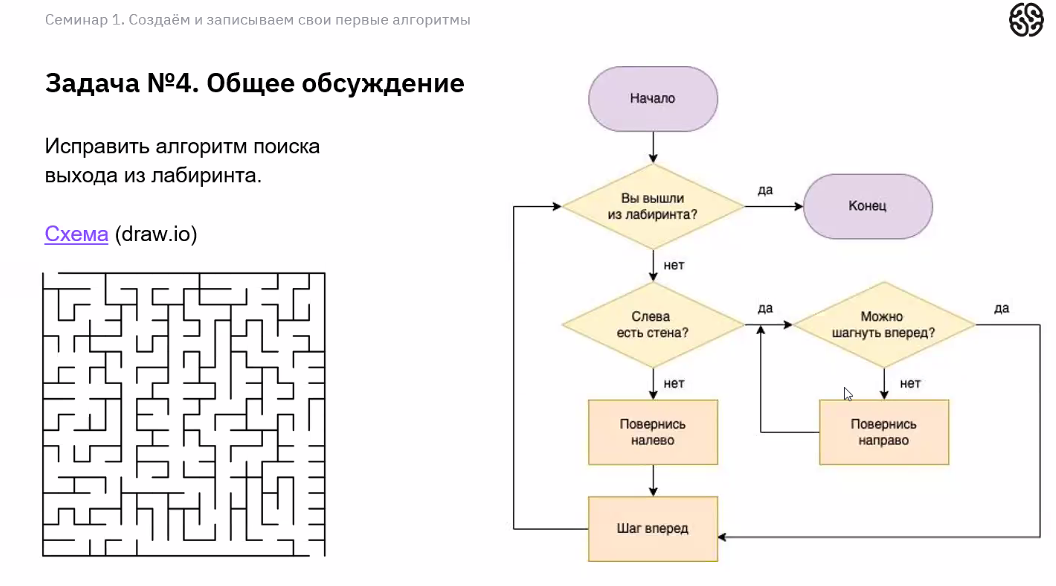 Семинар 1. Создаём и записываем свои первые алгоритмы
Задача №4. Общее обсуждение
Исправить алгоритм поиска
выхода из лабиринта.
Схема (draw.io)
Начало
Вы вышли
из лабиринта?
да
Конец
нет
Слева
есть стена?
да
Можно
шагнуть вперед?
да
нет
нет
Повернись
налево
Повернись
направо
Шаг вперед